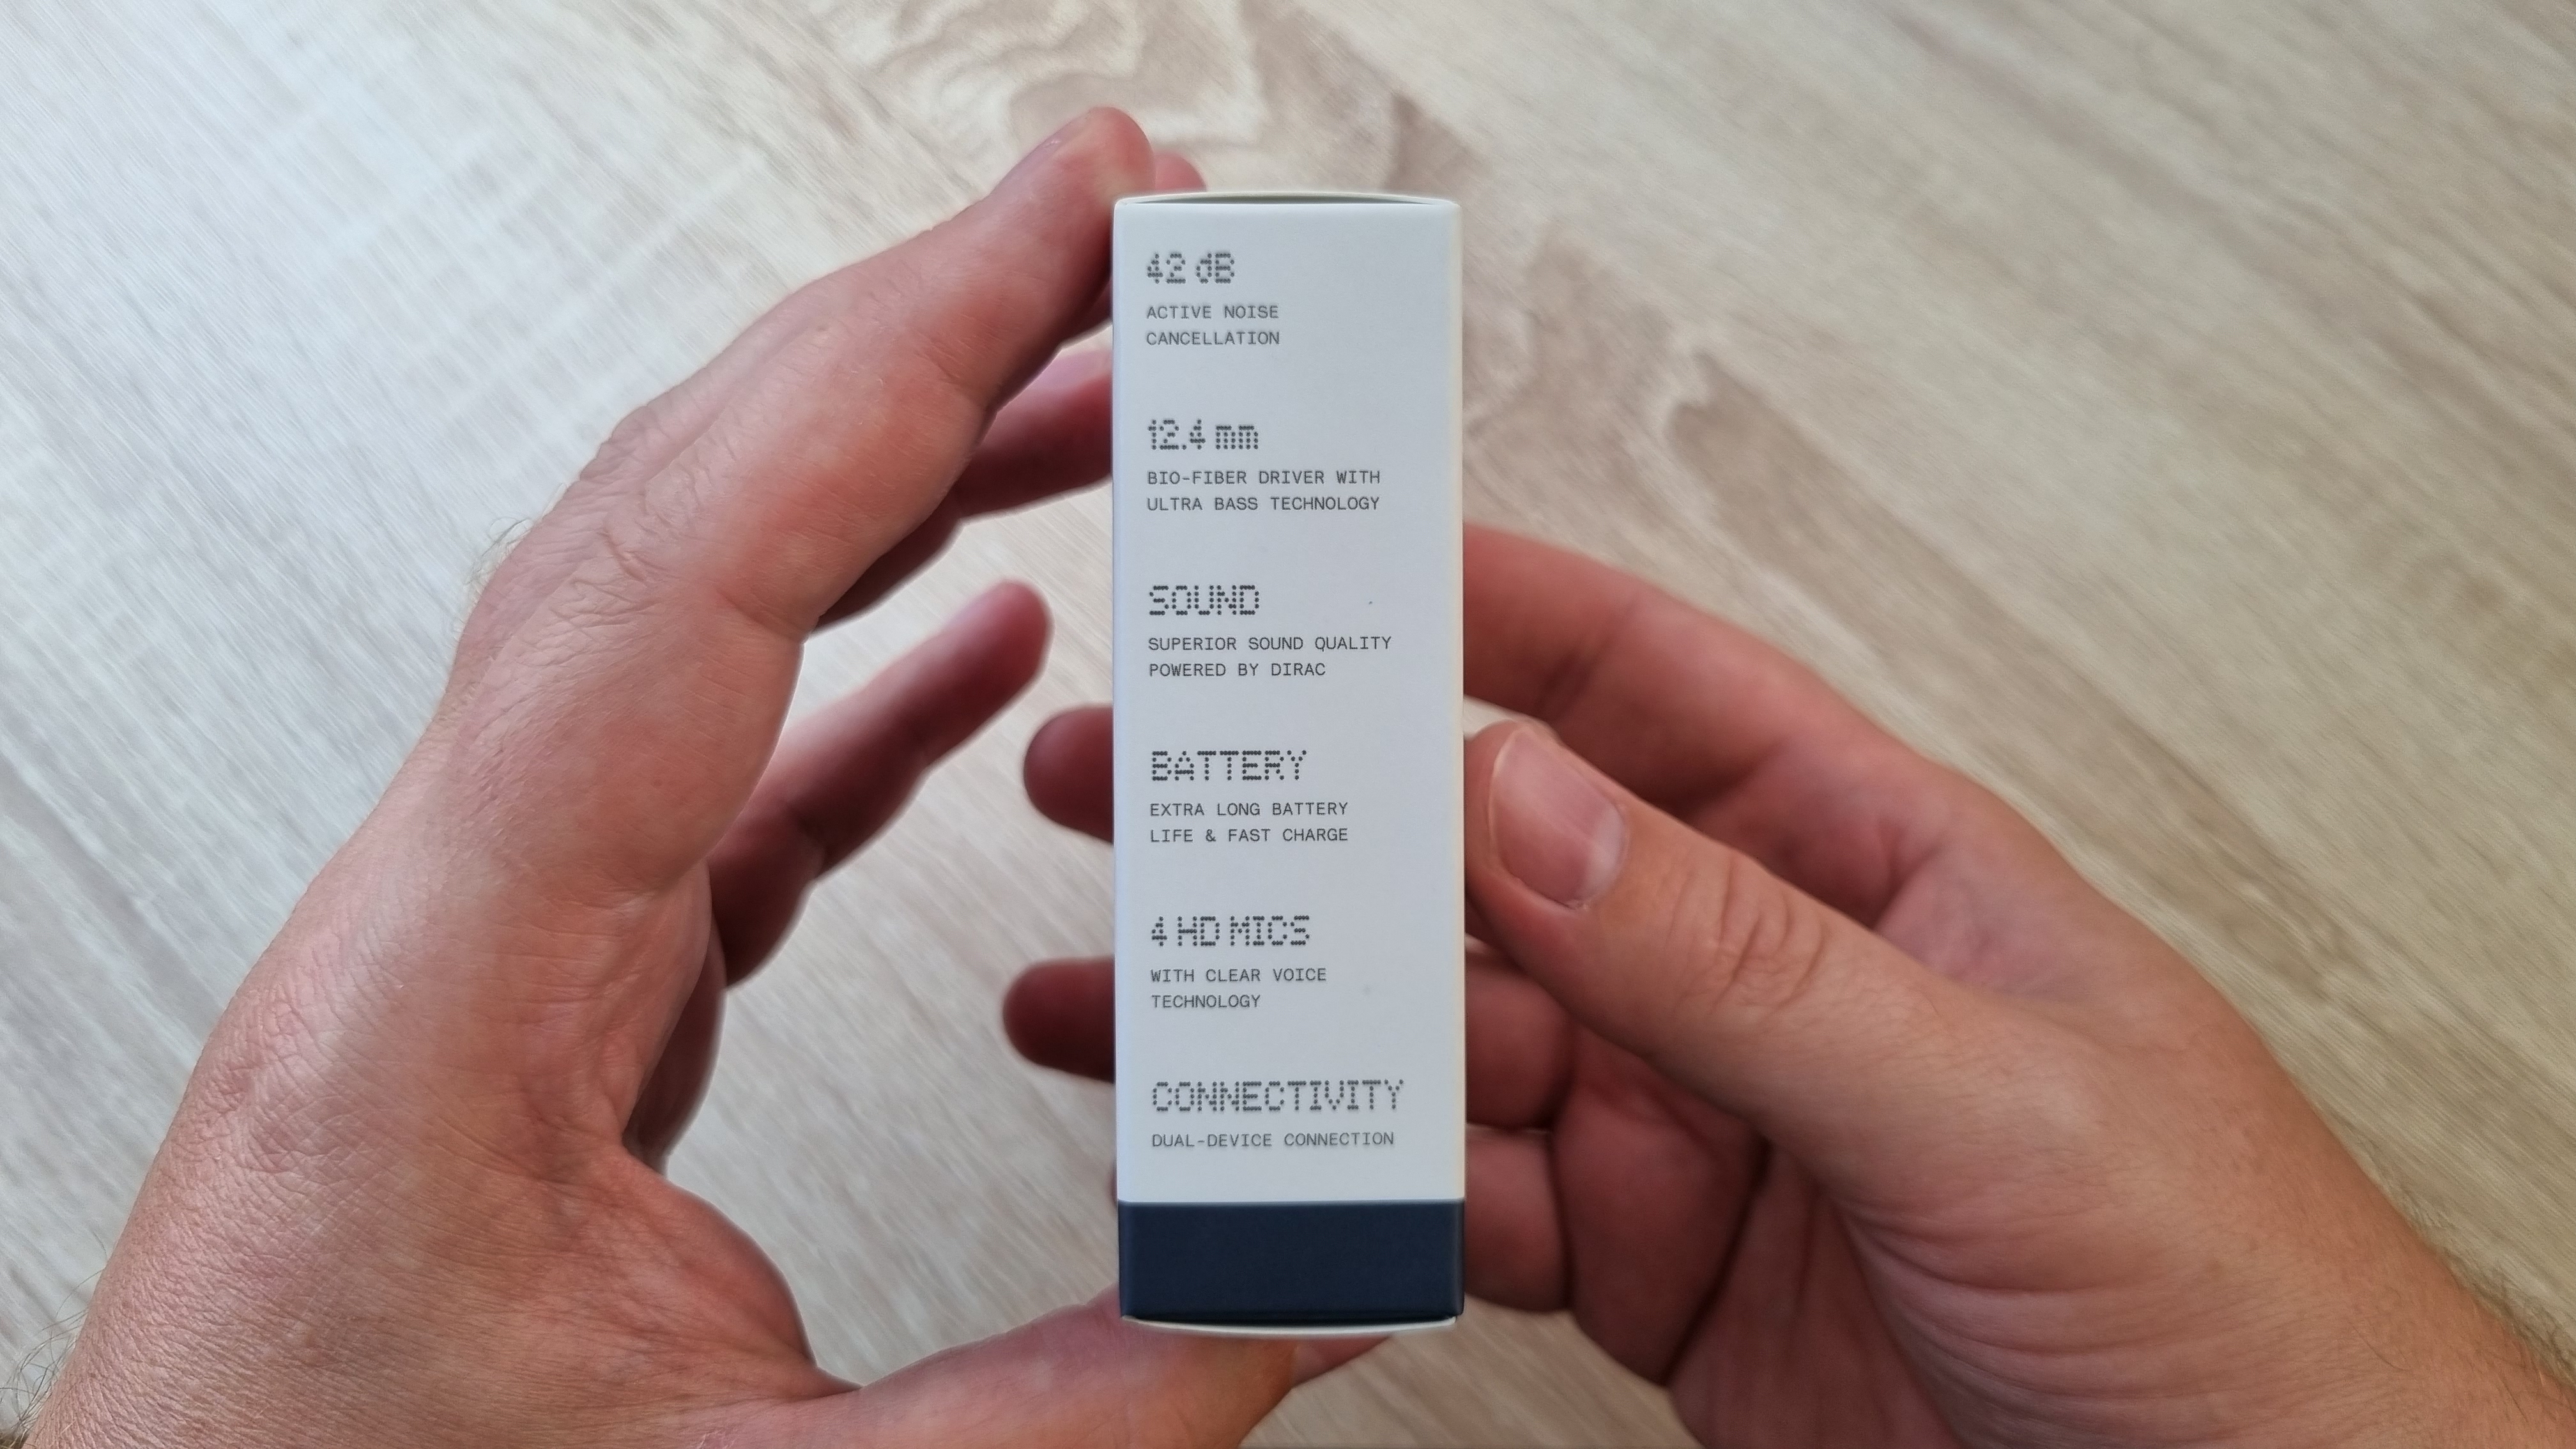 42 dB
ACTIVE NOISE
CANCELLATION
12.4 mm
BIO-FIBER DRIVER WITH
ULTRA BASS TECHNOLOGY
SOUND
SUPERIOR SOUND QUALITY
POWERED BY DIRAC
BATTERY
EXTRA LONG BATTERY
LIFE & FAST CHARGE
4 HD MICS
WITH CLEAR VOICE
TECHNOLOGY
CONNECTIVITY
DUAL-DEVICE CONNECTION